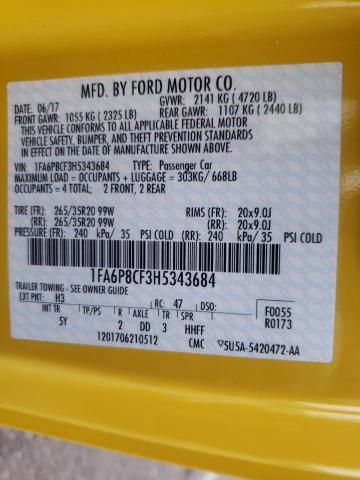 MFD. BY FORD MOTOR CO.
DATE: 06/17 GVWR: 2141 KG ( 4720 LB)
FRONT GAWR: 1055 KG ( 2325 LB) REAR GAWR: 1107 KG ( 2440 LB)
THIS VEHICLE CONFORMS TO ALL APPLICABLE FEDERAL MOTOR
VEHICLE SAFETY, BUMPER, AND THEFT PREVENTION STANDARDS
IN EFFECT ON THE DATE OF MANUFACTURE SHOWN ABOVE.
VIN: 1FA6P8CF3H5343684 TYPE: Passenger Car
MAXIMUM LOAD= OCCUPANTS + LUGGAGE = 303KG/ 668LB
OCCUPANTS = 4 TOTAL: 2 FRONT, 2 REAR
TIRE (FR): 265/35R20 99W RIMS (FR): 20x9.0J
TIRE (RR): 265/35R20 99W RIMS (RR): 20x9.0J
PRESSURE (FR): 240 kPa/ 35 PSI COLD (RR): 240 kPa/ 35 PSI COLD
1FA6P8CF3H5343684
TRAILER TOWING - SEE OWNER GUIDE
EXT PNT: H3 RC: 47 DSO: F0055
INT TR TP/PS R AXLE TR SPR R0173
5Y 2 DD 3 HHFF
1201706210512 CMC 5U5A-5420472-AA